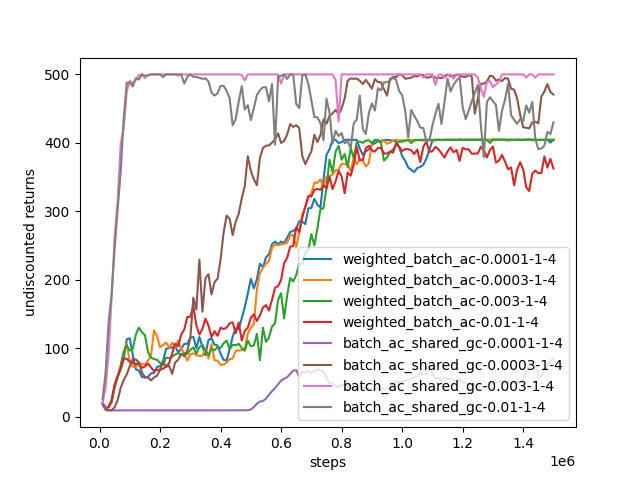 500
400
300
200
100
0
undiscounted returns
0.0
0.2
0.4
0.6
0.8
1.0
1.2
1.4
1e6
steps
weighted_batch_ac-0.0001-1-4
weighted_batch_ac-0.0003-1-4
weighted_batch_ac-0.003-1-4
weighted_batch_ac-0.01-1-4
batch_ac_shared_gc-0.0001-1-4
batch_ac_shared_gc-0.0003-1-4
batch_ac_shared_gc-0.003-1-4
batch_ac_shared_gc-0.01-1-4